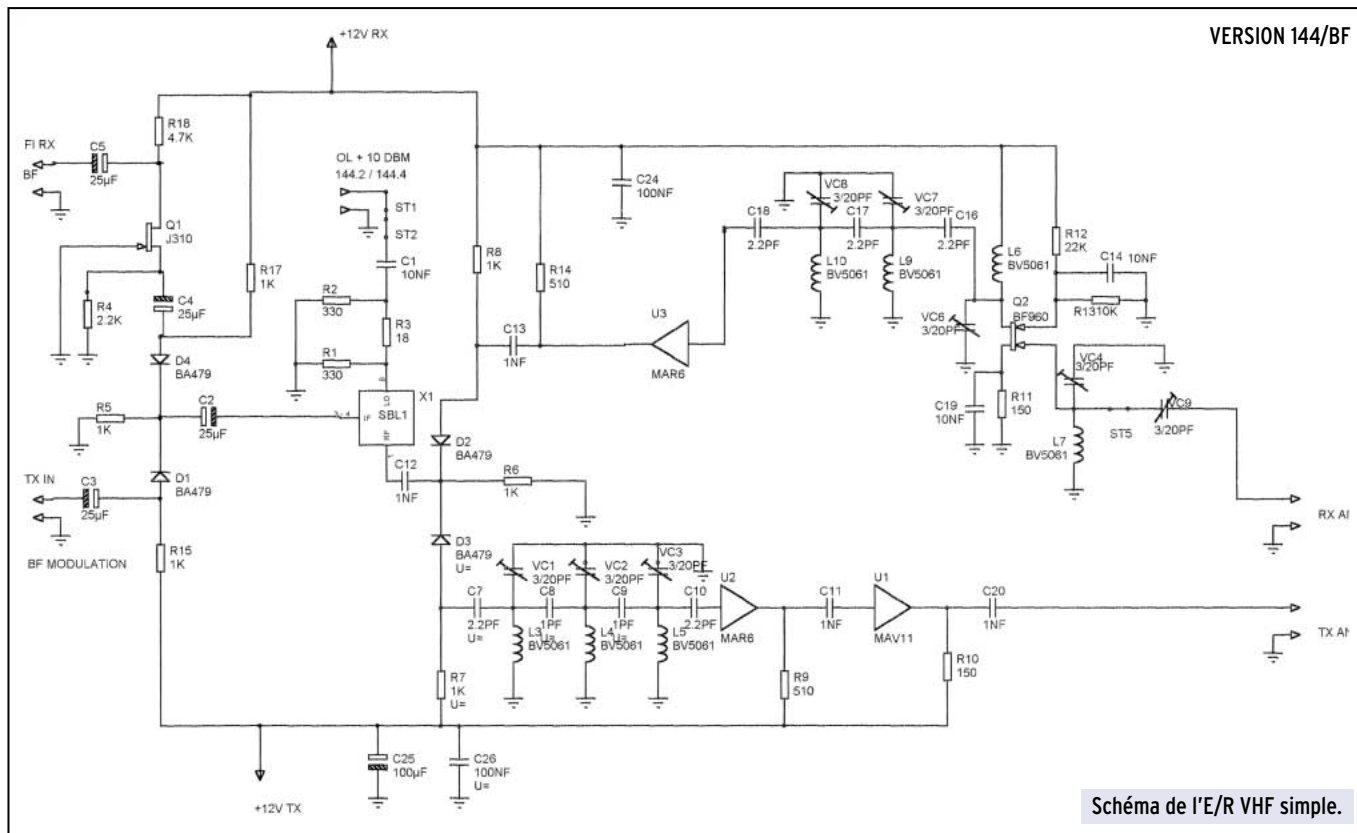 VERSION 144/BF
+12V RX
R18
4.7K
FI RX
C5
BF
25µF
OL + 10 DBM
144.2 / 144.4
ST1
ST2
C1
10NF
Q1
J310
R17
1K
R8
1K
R14
510
C24
100NF
VC8
3/20PF
VC7
3/20PF
C18
2.2PF
C17
2.2PF
C16
2.2PF
L10
BV5061
L9
BV5061
L6
BV5061
R12
22K
C14
10NF
Q2
BF960
R1310K
VC6
3/20PF
VC4
3/20PF
C19
10NF
R11
150
L7
BV5061
ST5
VC9
3/20PF
RX AI
R4
2.2K
C4
25µF
R2
330
R3
18
R1
330
C13
1NF
U3
MAR6
D4
BA479
R5
1K
C2
25µF
X1
SBL1
LO
IF
RF
D2
BA479
C12
1NF
R6
1K
TX IN
C3
25µF
D1
BA479
BF MODULATION
R15
1K
D3
BA479
U=
VC1
3/20PF
VC2
3/20PF
VC3
3/20PF
C7
2.2PF
U=
C8
1PF
U=
C9
1PF
U=
C10
2.2PF
L3
BV5061
L4
BV5061
L5
BV5061
U2
MAR6
C11
1NF
U1
MAV11
C20
1NF
TX AN
R7
1K
U=
R9
510
R10
150
C25
100µF
C26
100NF
U=
+12V TX
Schéma de l'E/R VHF simple.